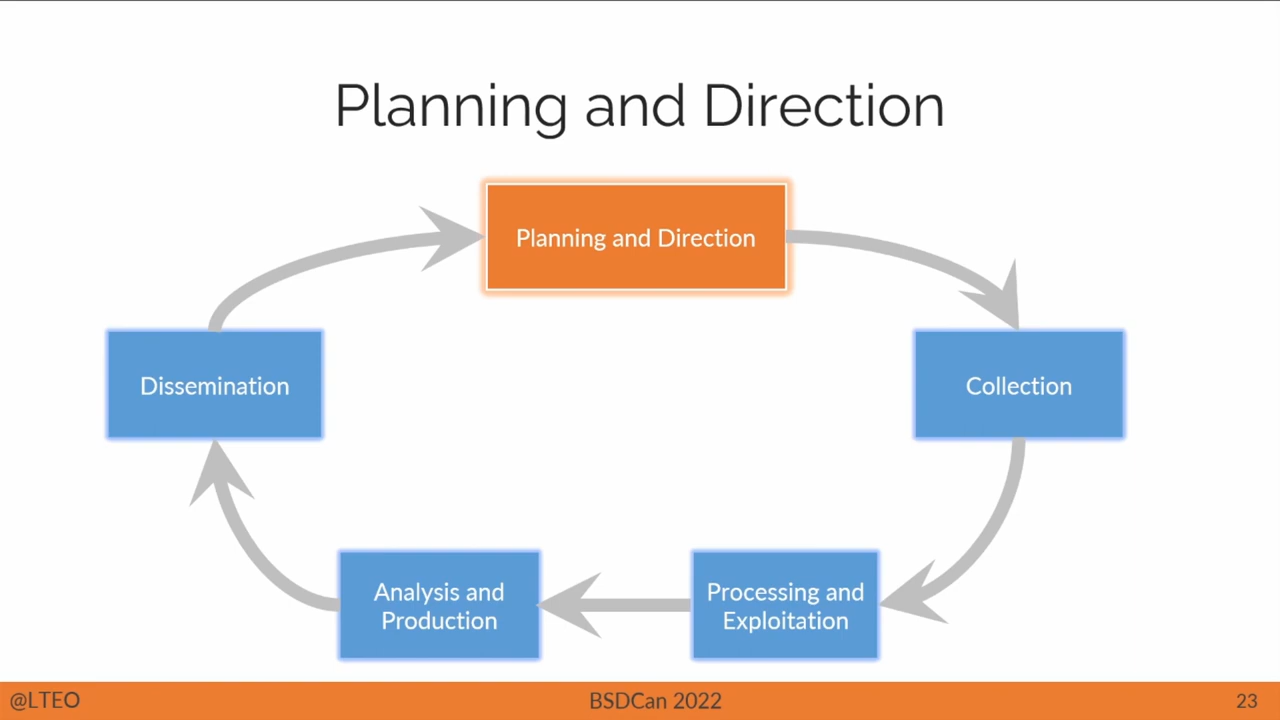 Planning and Direction
Planning and Direction
Dissemination
Collection
Analysis and
Production
Processing and
Exploitation
@LTEO
BSDCan 2022
23